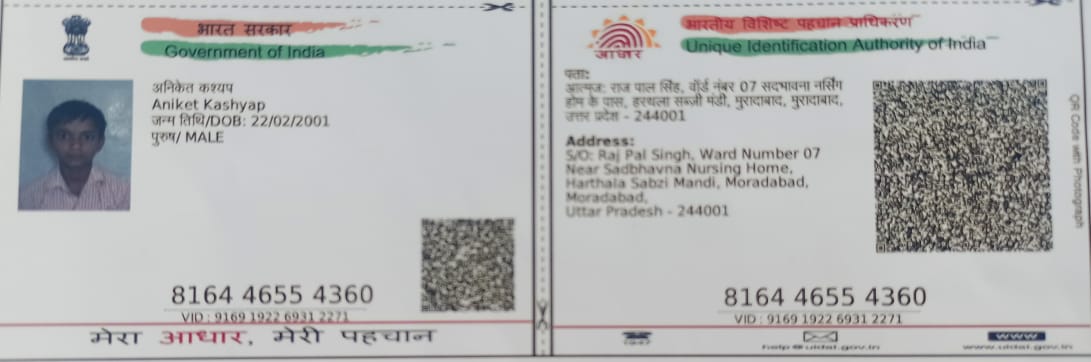 भारत सरकार
Government of India
अनिकेत कश्यप
Aniket Kashyap
जन्म तिथि/DOB: 22/02/2001
पुरुष/ MALE
8164 4655 4360
VID : 9169 1922 6931 2271
मेरा आधार, मेरी पहचान
भारतीय विशिष्ट पहचान प्राधिकरण
Unique Identification Authority of India
आधार
पता:
आत्मज: राज पाल सिंह, वॉर्ड नंबर 07 सदभावना नर्सिंग
होम के पास, हरथला सब्ज़ी मंडी, मुरादाबाद, मुरादाबाद,
उत्तर प्रदेश - 244001
Address:
S/O: Raj Pal Singh, Ward Number 07
Near Sadbhavna Nursing Home,
Harthala Sabzi Mandi, Moradabad,
Moradabad,
Uttar Pradesh - 244001
QR Code with Photograph
8164 4655 4360
VID : 9169 1922 6931 2271
1947
help@uidai.gov.in
www
www.uidai.gov.in